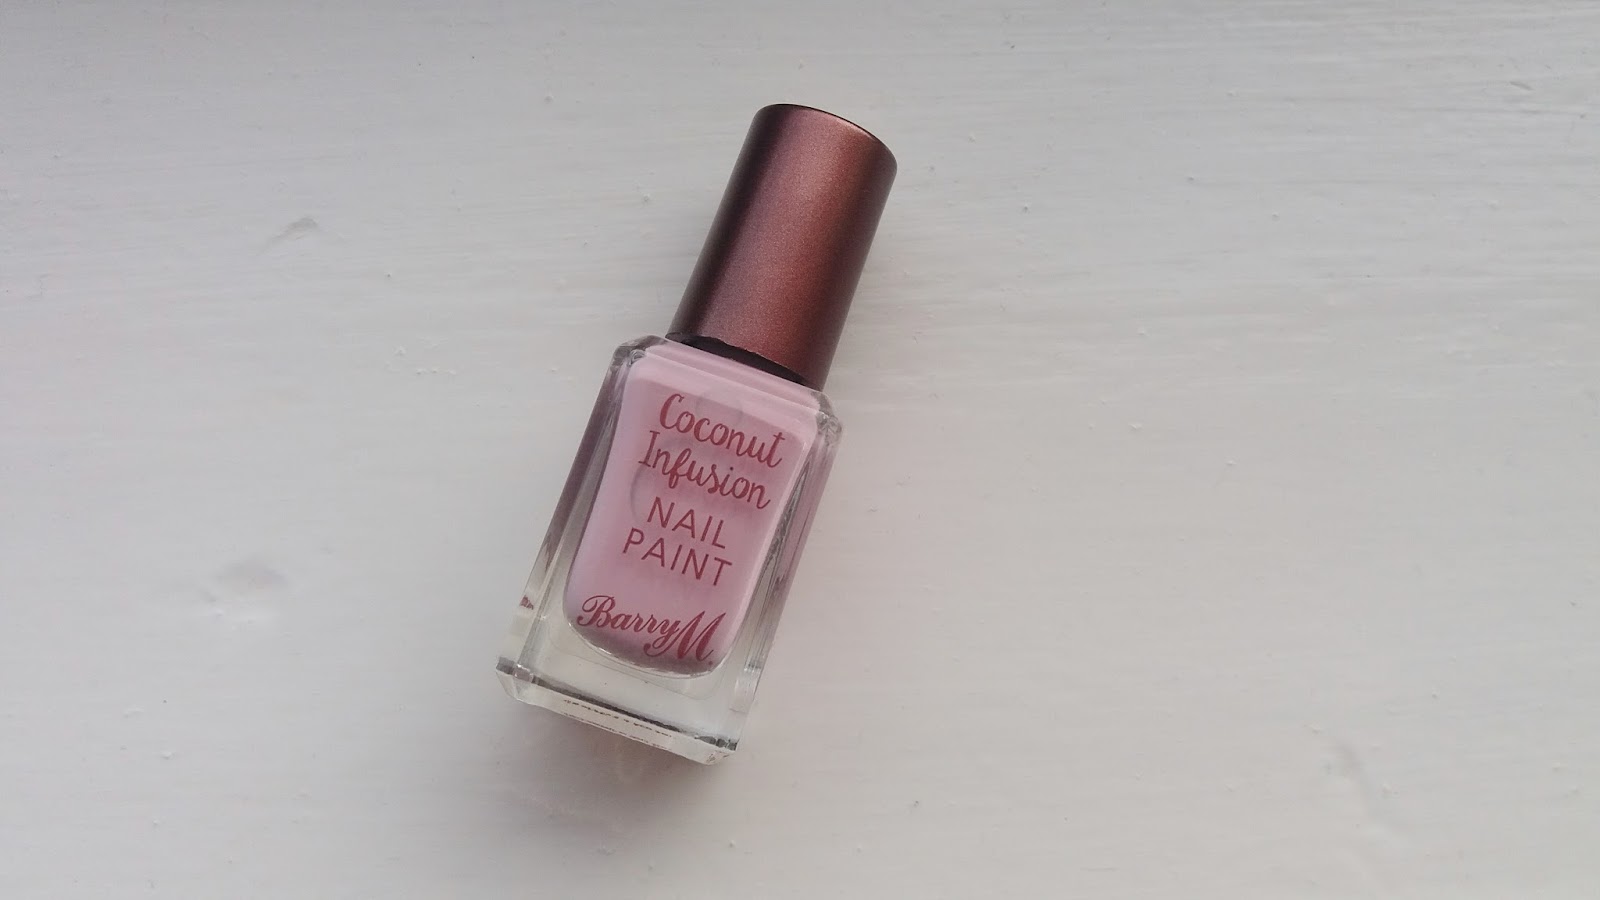 Coconut
Infusion
NAIL
PAINT
Barry M.